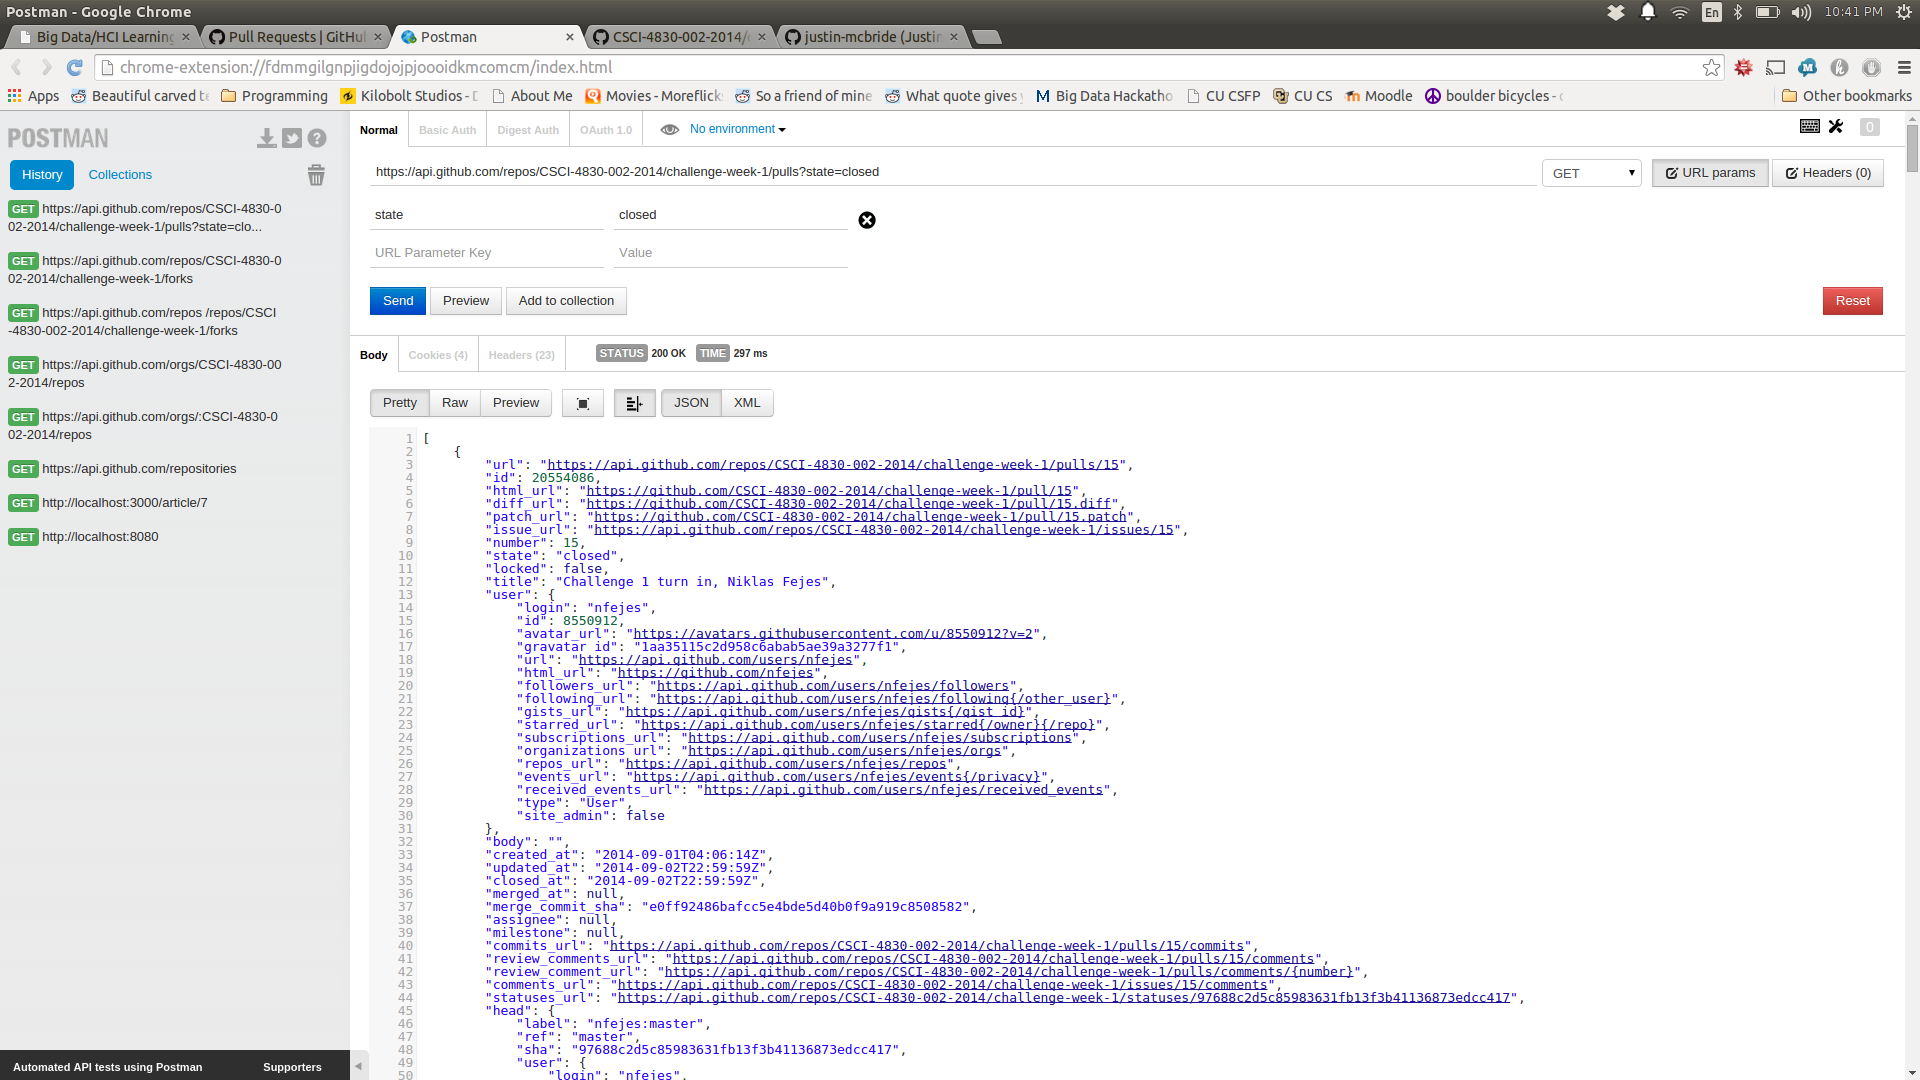 Postman - Google Chrome
En
10:41 PM
Big Data/HCI Learning
Pull Requests | GitHu
Postman
CSCI-4830-002-2014/
justin-mcbride (Justin
chrome-extension://fdmmgilgnpjigdojojpjoooidkmcomcm/index.html
Apps
Beautiful carved t
Programming
Kilobolt Studios - D
About Me
Movies - Moreflick
So a friend of mine
What quote gives
Big Data Hackatho
CU CSFP
CU CS
Moodle
boulder bicycles -
Other bookmarks
POSTMAN
History
Collections
GET https://api.github.com/repos/CSCI-4830-0
02-2014/challenge-week-1/pulls?state=clo...
GET https://api.github.com/repos/CSCI-4830-0
02-2014/challenge-week-1/forks
GET https://api.github.com/repos /repos/CSCI
-4830-002-2014/challenge-week-1/forks
GET https://api.github.com/orgs/CSCI-4830-00
2-2014/repos
GET https://api.github.com/orgs/:CSCI-4830-0
02-2014/repos
GET https://api.github.com/repositories
GET http://localhost:3000/article/7
GET http://localhost:8080
Automated API tests using Postman
Supporters
Normal
Basic Auth
Digest Auth
OAuth 1.0
No environment
0
https://api.github.com/repos/CSCI-4830-002-2014/challenge-week-1/pulls?state=closed
GET
URL params
Headers (0)
state
closed
URL Parameter Key
Value
Send
Preview
Add to collection
Reset
Body
Cookies (4)
Headers (23)
STATUS 200 OK
TIME 297 ms
Pretty
Raw
Preview
JSON
XML
1 [
2 {
3 "url": "https://api.github.com/repos/CSCI-4830-002-2014/challenge-week-1/pulls/15",
4 "id": 20554086,
5 "html_url": "https://github.com/CSCI-4830-002-2014/challenge-week-1/pull/15",
6 "diff_url": "https://github.com/CSCI-4830-002-2014/challenge-week-1/pull/15.diff",
7 "patch_url": "https://github.com/CSCI-4830-002-2014/challenge-week-1/pull/15.patch",
8 "issue_url": "https://api.github.com/repos/CSCI-4830-002-2014/challenge-week-1/issues/15",
9 "number": 15,
10 "state": "closed",
11 "locked": false,
12 "title": "Challenge 1 turn in, Niklas Fejes",
13 "user": {
14 "login": "nfejes",
15 "id": 8550912,
16 "avatar_url": "https://avatars.githubusercontent.com/u/8550912?v=2",
17 "gravatar_id": "1aa35115c2d958c6abab5ae39a3277f1",
18 "url": "https://api.github.com/users/nfejes",
19 "html_url": "https://github.com/nfejes",
20 "followers_url": "https://api.github.com/users/nfejes/followers",
21 "following_url": "https://api.github.com/users/nfejes/following{/other_user}",
22 "gists_url": "https://api.github.com/users/nfejes/gists{/gist_id}",
23 "starred_url": "https://api.github.com/users/nfejes/starred{/owner}{/repo}",
24 "subscriptions_url": "https://api.github.com/users/nfejes/subscriptions",
25 "organizations_url": "https://api.github.com/users/nfejes/orgs",
26 "repos_url": "https://api.github.com/users/nfejes/repos",
27 "events_url": "https://api.github.com/users/nfejes/events{/privacy}",
28 "received_events_url": "https://api.github.com/users/nfejes/received_events",
29 "type": "User",
30 "site_admin": false
31 },
32 "body": "",
33 "created_at": "2014-09-01T04:06:14Z",
34 "updated_at": "2014-09-02T22:59:59Z",
35 "closed_at": "2014-09-02T22:59:59Z",
36 "merged_at": null,
37 "merge_commit_sha": "e0ff92486bafcc5e4bde5d40b0f9a919c8508582",
38 "assignee": null,
39 "milestone": null,
40 "commits_url": "https://api.github.com/repos/CSCI-4830-002-2014/challenge-week-1/pulls/15/commits",
41 "review_comments_url": "https://api.github.com/repos/CSCI-4830-002-2014/challenge-week-1/pulls/15/comments",
42 "review_comment_url": "https://api.github.com/repos/CSCI-4830-002-2014/challenge-week-1/pulls/comments/{number}",
43 "comments_url": "https://api.github.com/repos/CSCI-4830-002-2014/challenge-week-1/issues/15/comments",
44 "statuses_url": "https://api.github.com/repos/CSCI-4830-002-2014/challenge-week-1/statuses/97688c2d5c85983631fb13f3b41136873edcc417",
45 "head": {
46 "label": "nfejes:master",
47 "ref": "master",
48 "sha": "97688c2d5c85983631fb13f3b41136873edcc417",
49 "user": {
50 "login": "nfejes",